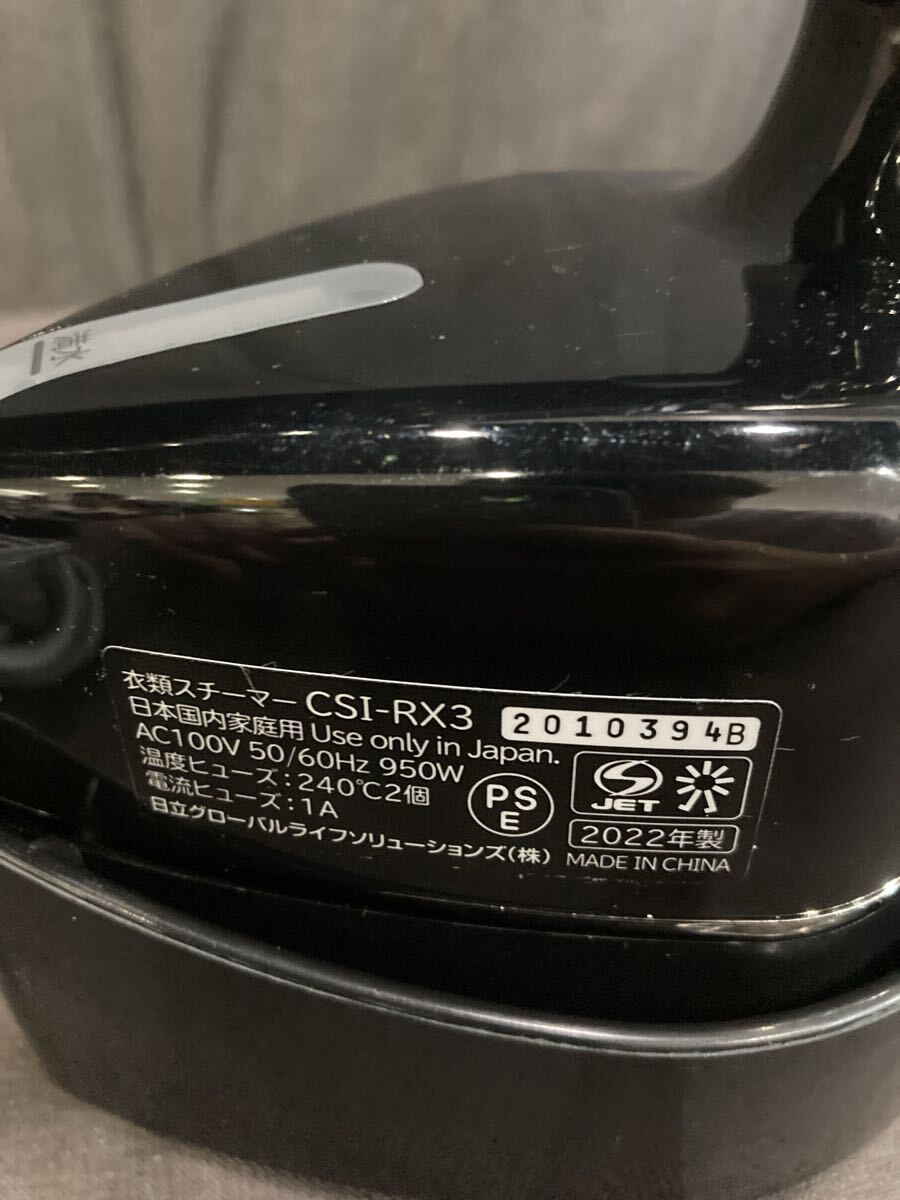 満水
衣類スチーマー CSI-RX3 2010394B
日本国内家庭用 Use only in Japan.
AC100V 50/60Hz 950W
温度ヒューズ:240℃2個
電流ヒューズ:1A
日立グローバルライフソリューションズ(株)
PS
E
JET
2022年製
MADE IN CHINA